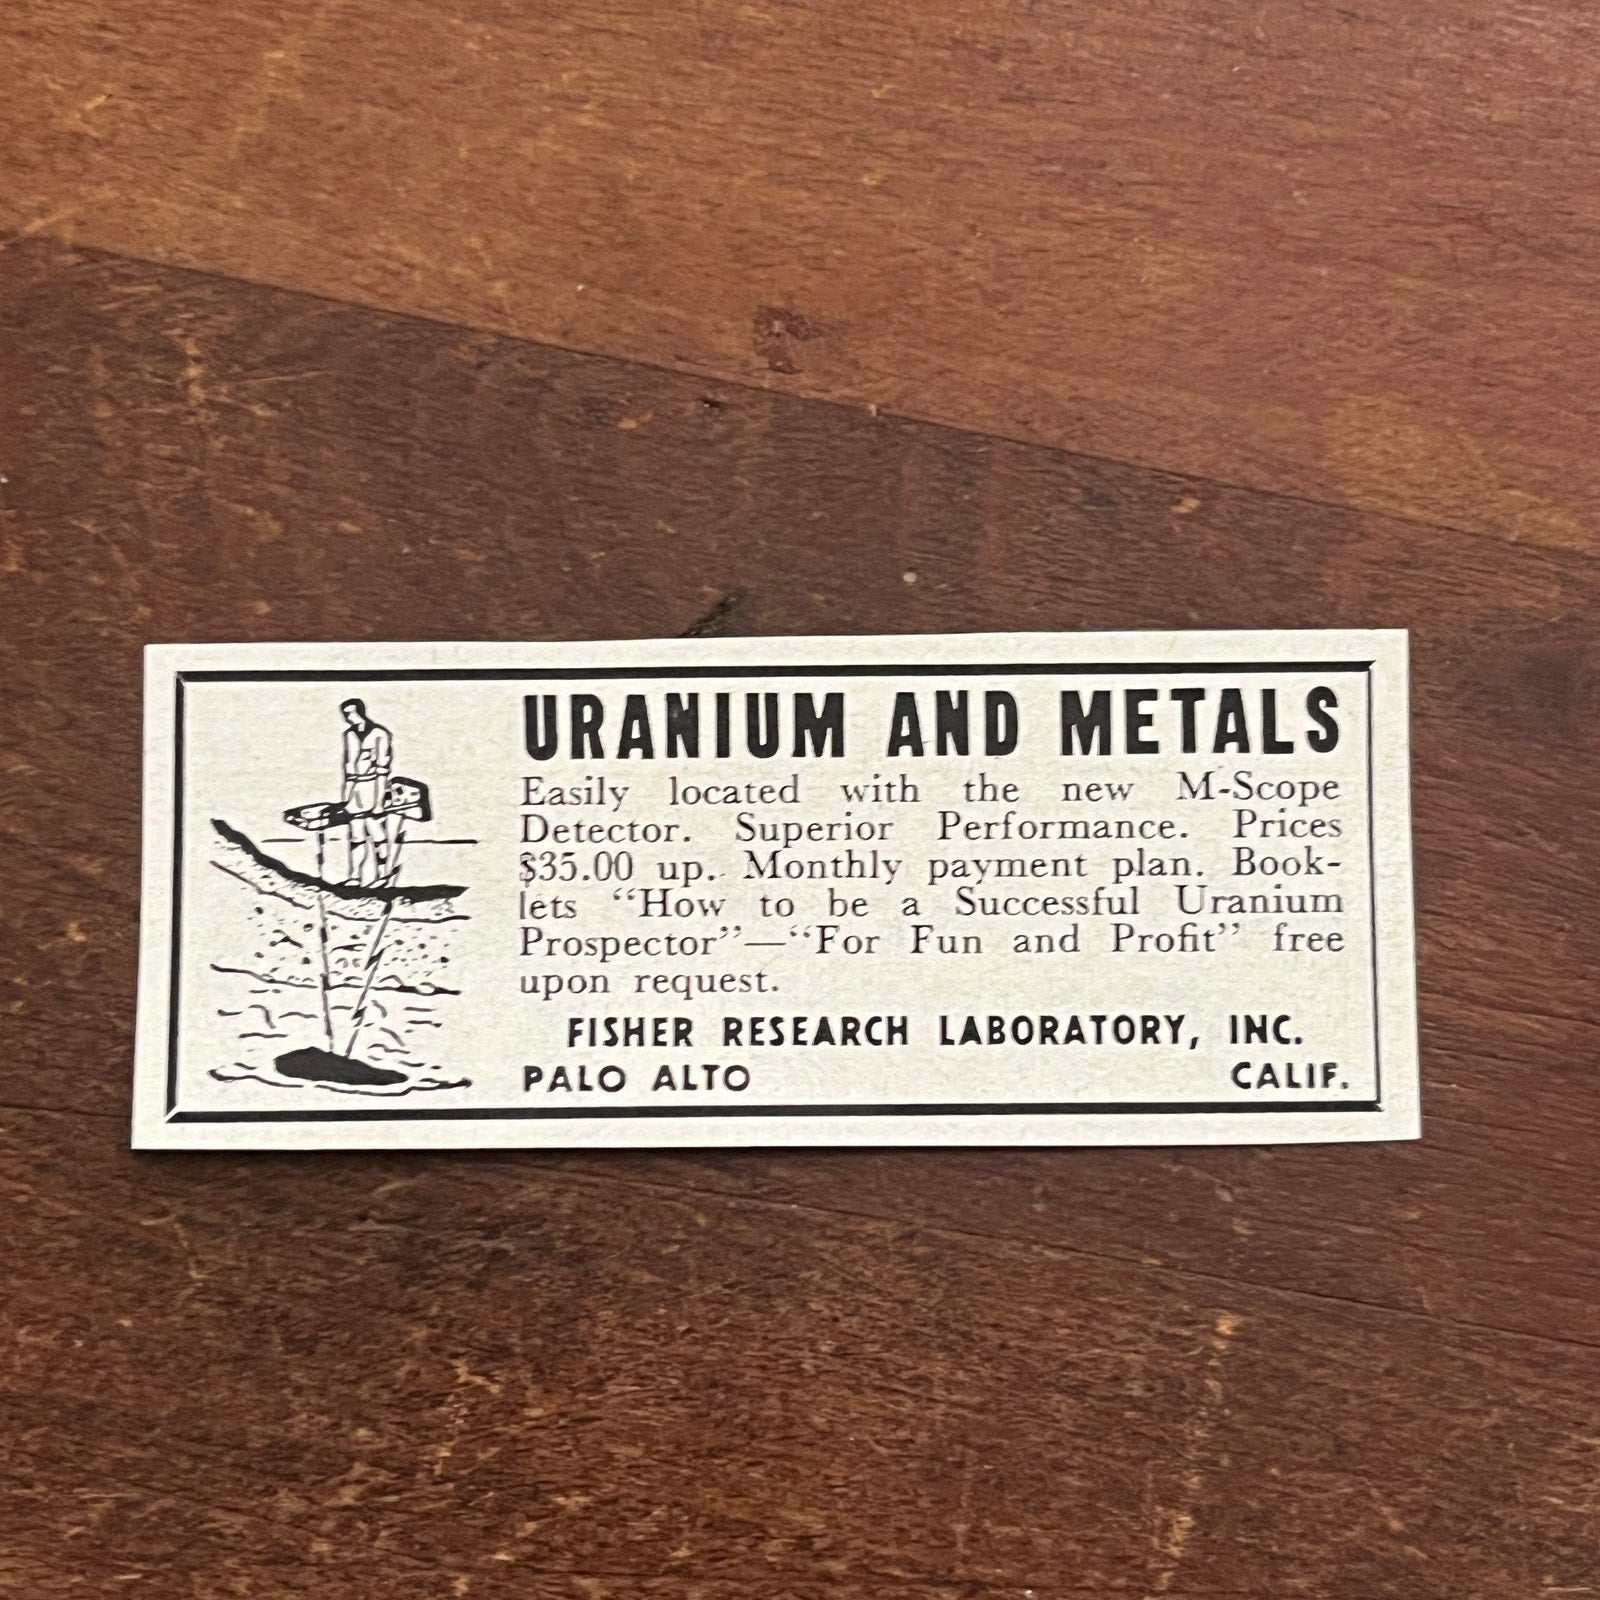 URANIUM AND METALS
Easily located with the new M-Scope
Detector. Superior Performance. Prices
$35.00 up. Monthly payment plan. Book-
lets "How to be a Successful Uranium
Prospector"—"For Fun and Profit" free
upon request.
FISHER RESEARCH LABORATORY, INC.
PALO ALTO CALIF.